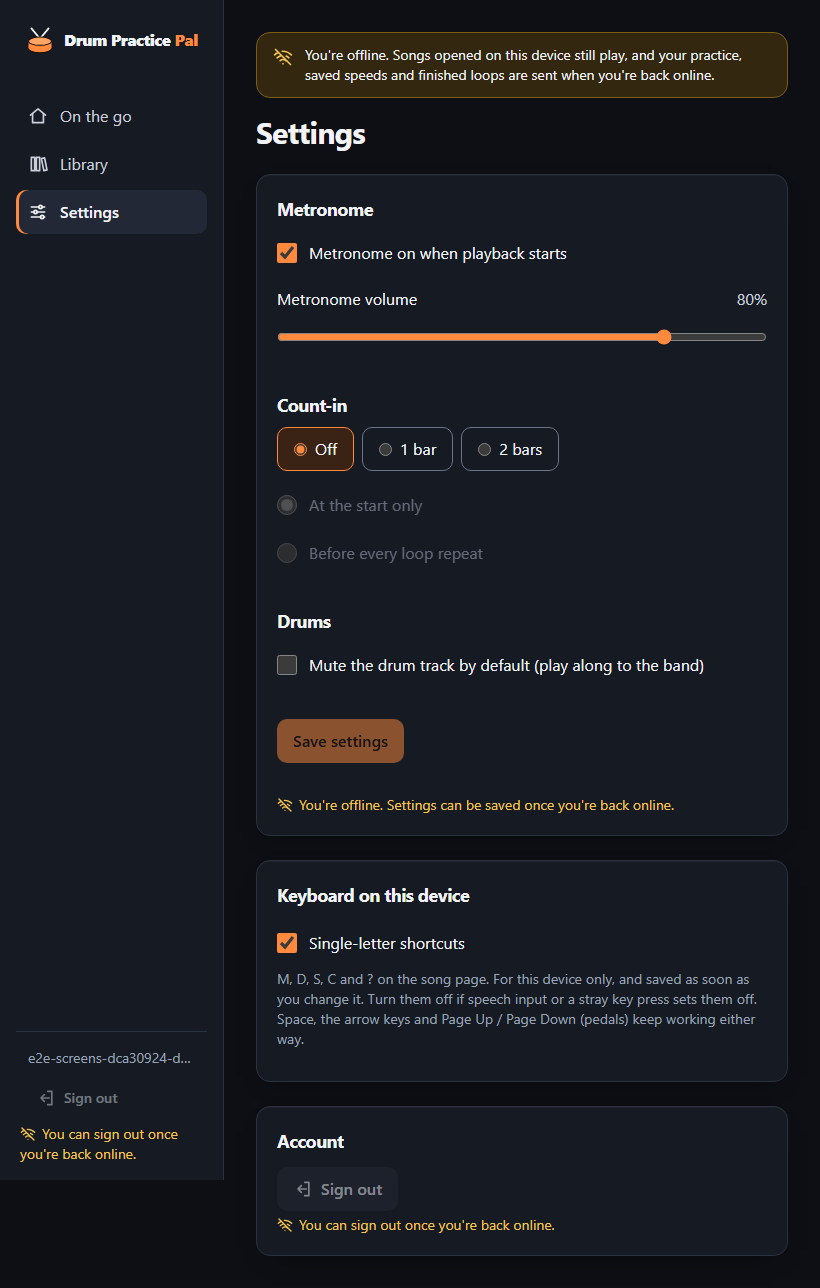 Drum Practice Pal
On the go
Library
Settings
e2e-screens-dca30924-d...
Sign out
You can sign out once
you're back online.
You're offline. Songs opened on this device still play, and your practice,
saved speeds and finished loops are sent when you're back online.
Settings
Metronome
Metronome on when playback starts
Metronome volume 80%
Count-in
Off 1 bar 2 bars
At the start only
Before every loop repeat
Drums
Mute the drum track by default (play along to the band)
Save settings
You're offline. Settings can be saved once you're back online.
Keyboard on this device
Single-letter shortcuts
M, D, S, C and ? on the song page. For this device only, and saved as soon as
you change it. Turn them off if speech input or a stray key press sets them off.
Space, the arrow keys and Page Up / Page Down (pedals) keep working either
way.
Account
Sign out
You can sign out once you're back online.